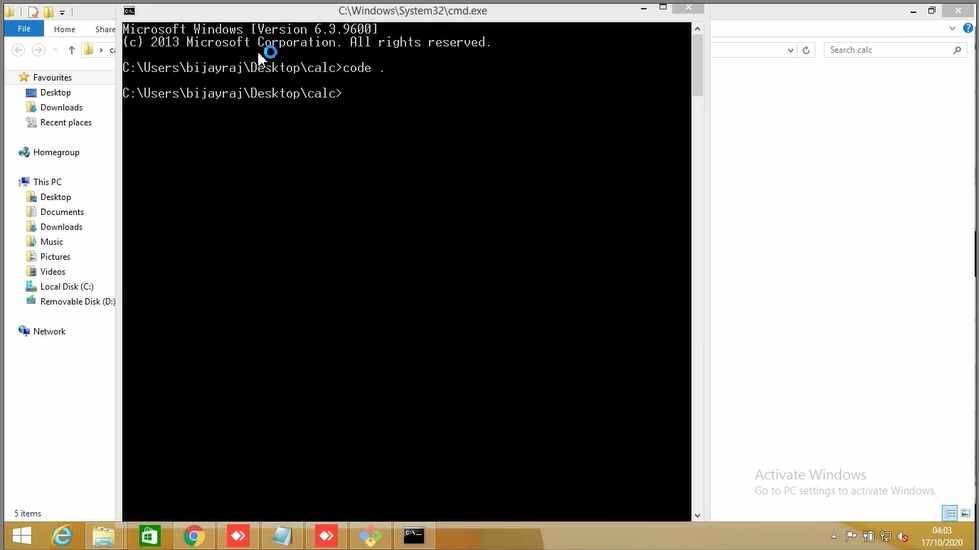 C:\Windows\System32\cmd.exe
File
Home
Microsoft Windows [Version 6.3.9600]
(c) 2013 Microsoft Corporation. All rights reserved.
C:\Users\bijayraj\Desktop\calc>code .
C:\Users\bijayraj\Desktop\calc>
Search calc
Favourites
Desktop
Downloads
Recent places
Homegroup
This PC
Desktop
Documents
Downloads
Music
Pictures
Videos
Local Disk (C:)
Removable Disk (D:)
Network
Activate Windows
Go to PC settings to activate Windows.
5 items
04:03
17/10/2020